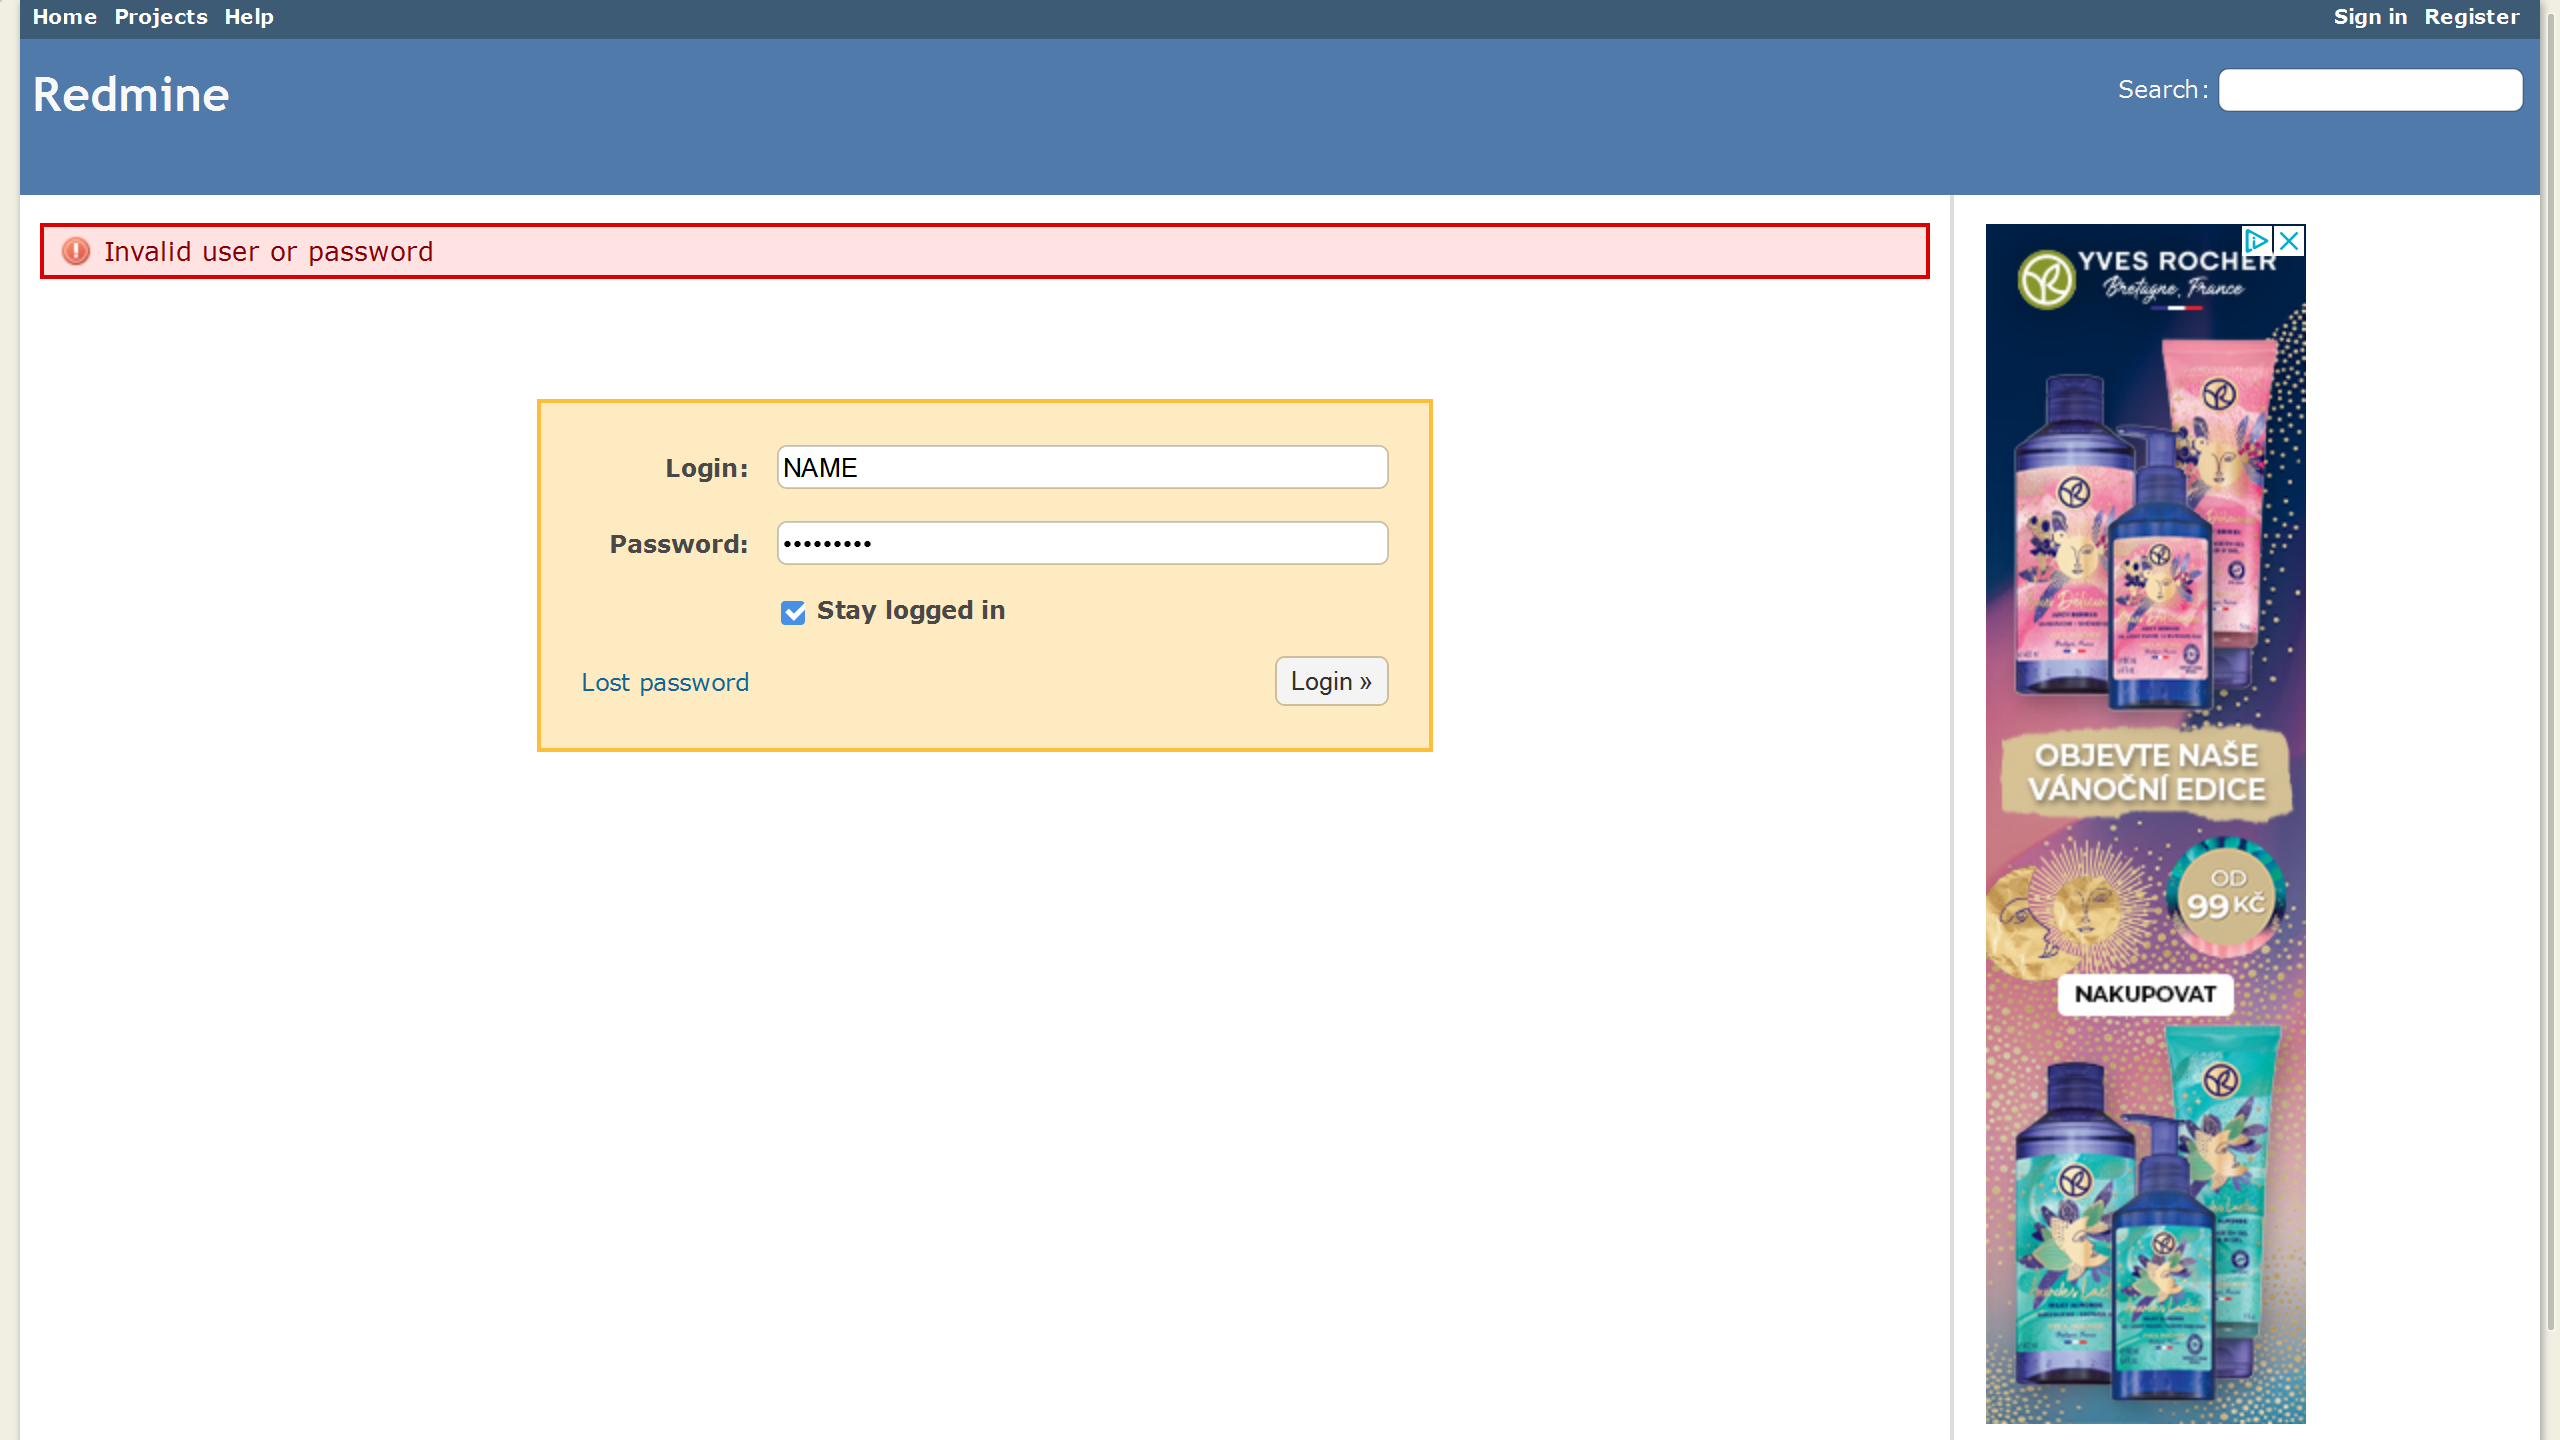 Home Projects Help
Sign in Register
Redmine
Search:
Invalid user or password
Login: NAME
Password: •••••••••
Stay logged in
Lost password
Login »
YVES ROCHER
Bretagne, France
OBJEVTE NAŠE
VÁNOČNÍ EDICE
OD
99 KČ
NAKUPOVAT